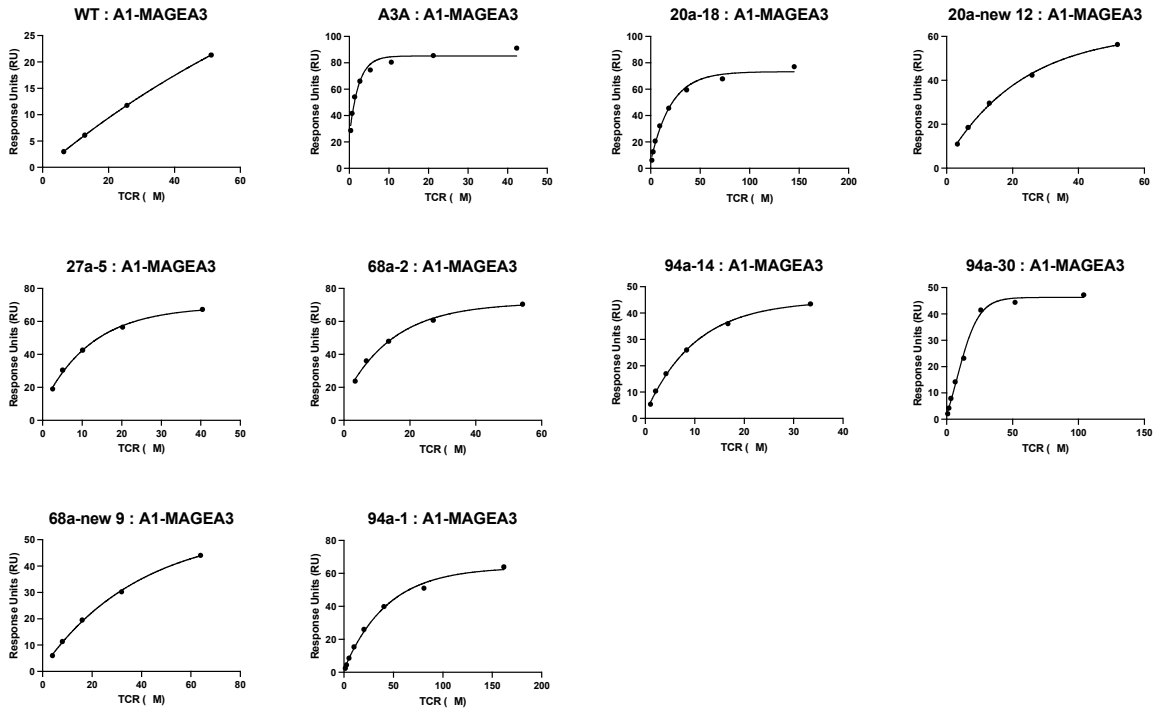 WT : A1-MAGEA3
Response Units (RU)
25
20
15
10
5
0
0 20 40 60
TCR ( M)
A3A : A1-MAGEA3
Response Units (RU)
100
80
60
40
20
0
0 10 20 30 40 50
TCR ( M)
20a-18 : A1-MAGEA3
Response Units (RU)
100
80
60
40
20
0
0 50 100 150 200
TCR ( M)
20a-new 12 : A1-MAGEA3
Response Units (RU)
60
40
20
0
0 20 40 60
TCR ( M)
27a-5 : A1-MAGEA3
Response Units (RU)
80
60
40
20
0
0 10 20 30 40 50
TCR ( M)
68a-2 : A1-MAGEA3
Response Units (RU)
80
60
40
20
0
0 20 40 60
TCR ( M)
94a-14 : A1-MAGEA3
Response Units (RU)
50
40
30
20
10
0
0 10 20 30 40
TCR ( M)
94a-30 : A1-MAGEA3
Response Units (RU)
50
40
30
20
10
0
0 50 100 150
TCR ( M)
68a-new 9 : A1-MAGEA3
Response Units (RU)
50
40
30
20
10
0
0 20 40 60 80
TCR ( M)
94a-1 : A1-MAGEA3
Response Units (RU)
80
60
40
20
0
0 50 100 150 200
TCR ( M)